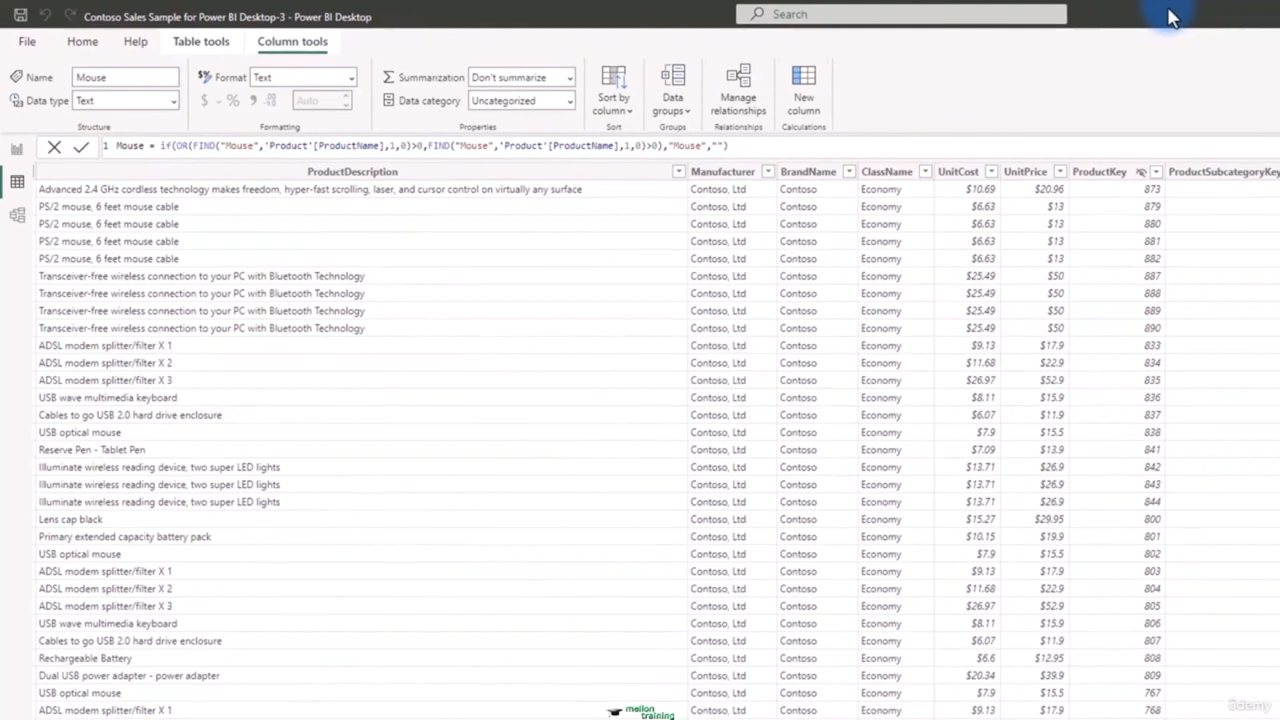 Contoso Sales Sample for Power BI Desktop-3 - Power BI Desktop
Search
File Home Help Table tools Column tools
Name Mouse
Data type Text
Structure
Format Text
$ % Auto
Formatting
Summarization Don't summarize
Data category Uncategorized
Properties
Sort by column
Sort
Data groups
Groups
Manage relationships
Relationships
New column
Calculations
1 Mouse = if(OR(FIND("Mouse",'Product'[ProductName],1,0)>0,FIND("Mouse",'Product'[ProductName],1,0)>0),"Mouse","")
ProductDescription Manufacturer BrandName ClassName UnitCost UnitPrice ProductKey ProductSubcategoryKey
Advanced 2.4 GHz cordless technology makes freedom, hyper-fast scrolling, laser, and cursor control on virtually any surface Contoso, Ltd Contoso Economy $10.69 $20.96 873
PS/2 mouse, 6 feet mouse cable Contoso, Ltd Contoso Economy $6.63 $13 879
PS/2 mouse, 6 feet mouse cable Contoso, Ltd Contoso Economy $6.63 $13 880
PS/2 mouse, 6 feet mouse cable Contoso, Ltd Contoso Economy $6.63 $13 881
PS/2 mouse, 6 feet mouse cable Contoso, Ltd Contoso Economy $6.63 $13 882
Transceiver-free wireless connection to your PC with Bluetooth Technology Contoso, Ltd Contoso Economy $25.49 $50 887
Transceiver-free wireless connection to your PC with Bluetooth Technology Contoso, Ltd Contoso Economy $25.49 $50 888
Transceiver-free wireless connection to your PC with Bluetooth Technology Contoso, Ltd Contoso Economy $25.49 $50 889
Transceiver-free wireless connection to your PC with Bluetooth Technology Contoso, Ltd Contoso Economy $25.49 $50 890
ADSL modem splitter/filter X 1 Contoso, Ltd Contoso Economy $9.13 $17.9 833
ADSL modem splitter/filter X 2 Contoso, Ltd Contoso Economy $11.68 $22.9 834
ADSL modem splitter/filter X 3 Contoso, Ltd Contoso Economy $26.97 $52.9 835
USB wave multimedia keyboard Contoso, Ltd Contoso Economy $8.11 $15.9 836
Cables to go USB 2.0 hard drive enclosure Contoso, Ltd Contoso Economy $6.07 $11.9 837
USB optical mouse Contoso, Ltd Contoso Economy $7.9 $15.5 838
Reserve Pen - Tablet Pen Contoso, Ltd Contoso Economy $7.09 $13.9 841
Illuminate wireless reading device, two super LED lights Contoso, Ltd Contoso Economy $13.71 $26.9 842
Illuminate wireless reading device, two super LED lights Contoso, Ltd Contoso Economy $13.71 $26.9 843
Illuminate wireless reading device, two super LED lights Contoso, Ltd Contoso Economy $13.71 $26.9 844
Lens cap black Contoso, Ltd Contoso Economy $15.27 $29.95 800
Primary extended capacity battery pack Contoso, Ltd Contoso Economy $10.15 $19.9 801
USB optical mouse Contoso, Ltd Contoso Economy $7.9 $15.5 802
ADSL modem splitter/filter X 1 Contoso, Ltd Contoso Economy $9.13 $17.9 803
ADSL modem splitter/filter X 2 Contoso, Ltd Contoso Economy $11.68 $22.9 804
ADSL modem splitter/filter X 3 Contoso, Ltd Contoso Economy $26.97 $52.9 805
USB wave multimedia keyboard Contoso, Ltd Contoso Economy $8.11 $15.9 806
Cables to go USB 2.0 hard drive enclosure Contoso, Ltd Contoso Economy $6.07 $11.9 807
Rechargeable Battery Contoso, Ltd Contoso Economy $6.6 $12.95 808
Dual USB power adapter - power adapter Contoso, Ltd Contoso Economy $20.34 $39.9 809
USB optical mouse Contoso, Ltd Contoso Economy $7.9 $15.5 767
ADSL modem splitter/filter X 1 Contoso, Ltd Contoso Economy $9.13 $17.9 768
training
Udemy